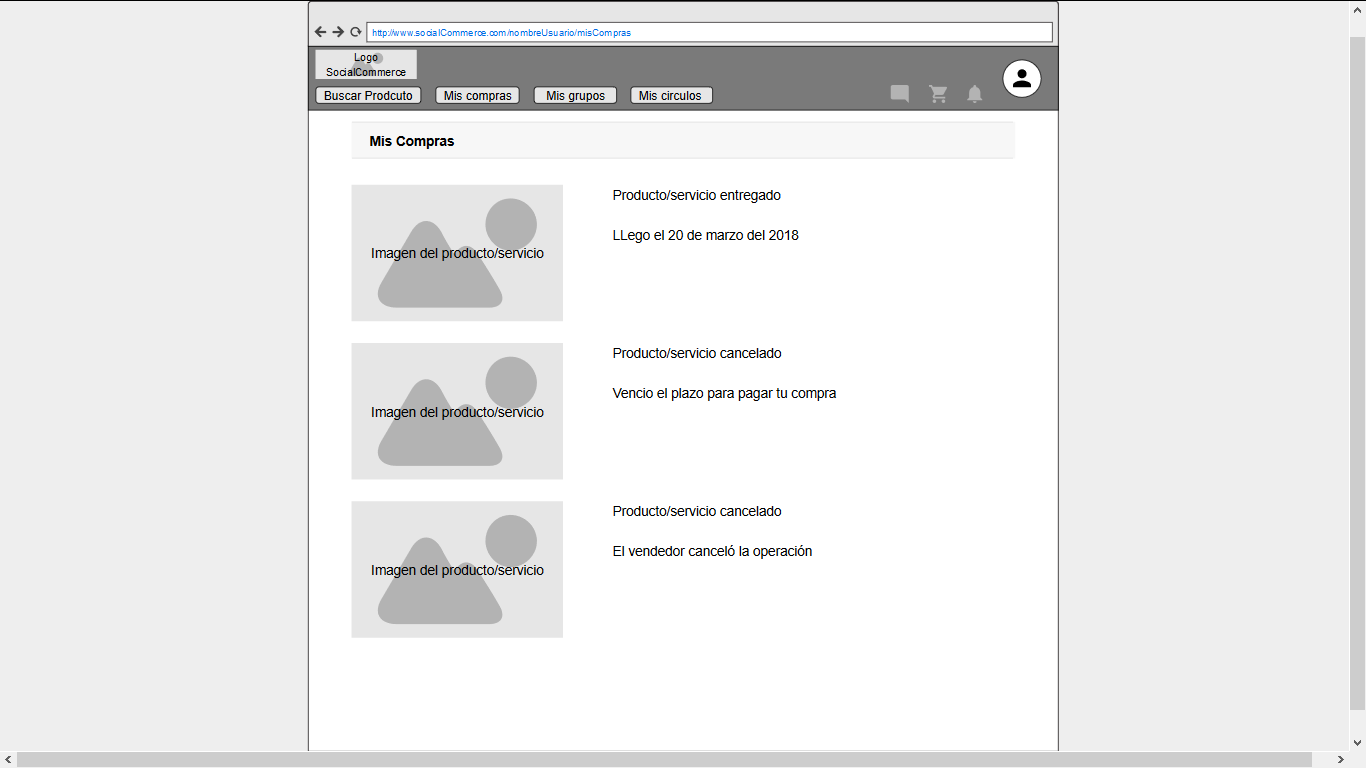 http://www.socialCommerce.com/nombreUsuario/misCompras
Logo
SocialCommerce
Buscar Prodcuto
Mis compras
Mis grupos
Mis circulos
Mis Compras
Imagen del producto/servicio
Producto/servicio entregado
LLego el 20 de marzo del 2018
Imagen del producto/servicio
Producto/servicio cancelado
Vencio el plazo para pagar tu compra
Imagen del producto/servicio
Producto/servicio cancelado
El vendedor canceló la operación